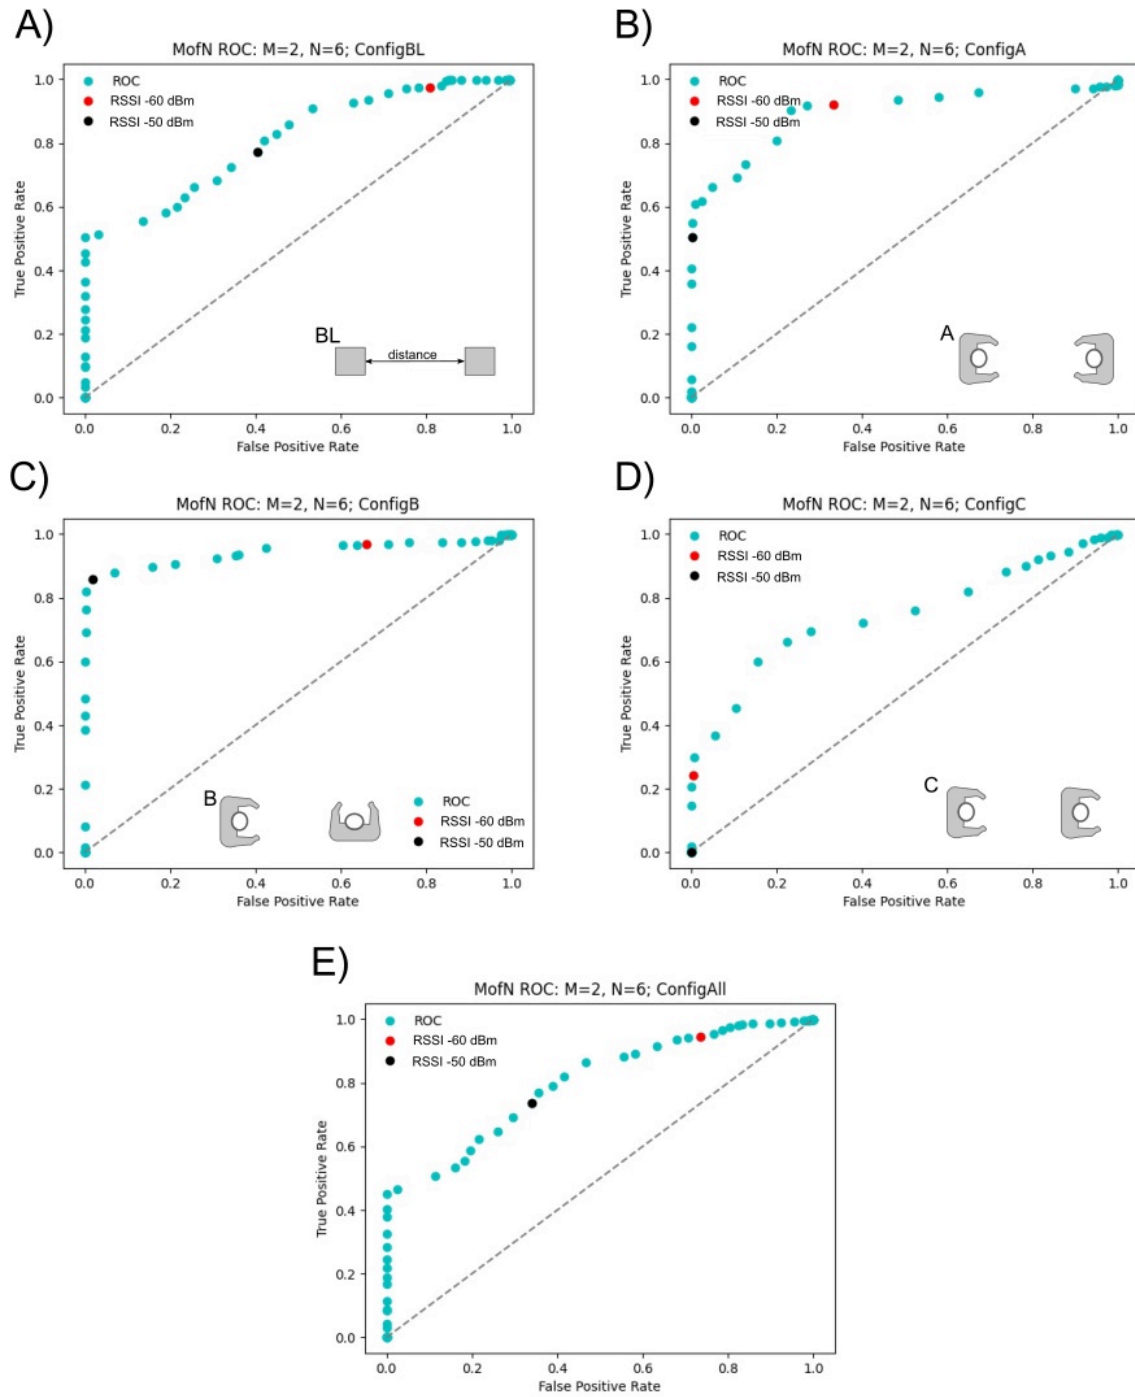 A)
MofN ROC: M=2, N=6; ConfigBL
1.0
0.8
0.6
0.4
0.2
0.0
True Positive Rate
ROC
RSSI -60 dBm
RSSI -50 dBm
BL
distance
0.0 0.2 0.4 0.6 0.8 1.0
False Positive Rate
B)
MofN ROC: M=2, N=6; ConfigA
1.0
0.8
0.6
0.4
0.2
0.0
True Positive Rate
ROC
RSSI -60 dBm
RSSI -50 dBm
A
0.0 0.2 0.4 0.6 0.8 1.0
False Positive Rate
C)
MofN ROC: M=2, N=6; ConfigB
1.0
0.8
0.6
0.4
0.2
0.0
True Positive Rate
B
ROC
RSSI -60 dBm
RSSI -50 dBm
0.0 0.2 0.4 0.6 0.8 1.0
False Positive Rate
D)
MofN ROC: M=2, N=6; ConfigC
1.0
0.8
0.6
0.4
0.2
0.0
True Positive Rate
ROC
RSSI -60 dBm
RSSI -50 dBm
C
0.0 0.2 0.4 0.6 0.8 1.0
False Positive Rate
E)
MofN ROC: M=2, N=6; ConfigAll
1.0
0.8
0.6
0.4
0.2
0.0
True Positive Rate
ROC
RSSI -60 dBm
RSSI -50 dBm
0.0 0.2 0.4 0.6 0.8 1.0
False Positive Rate